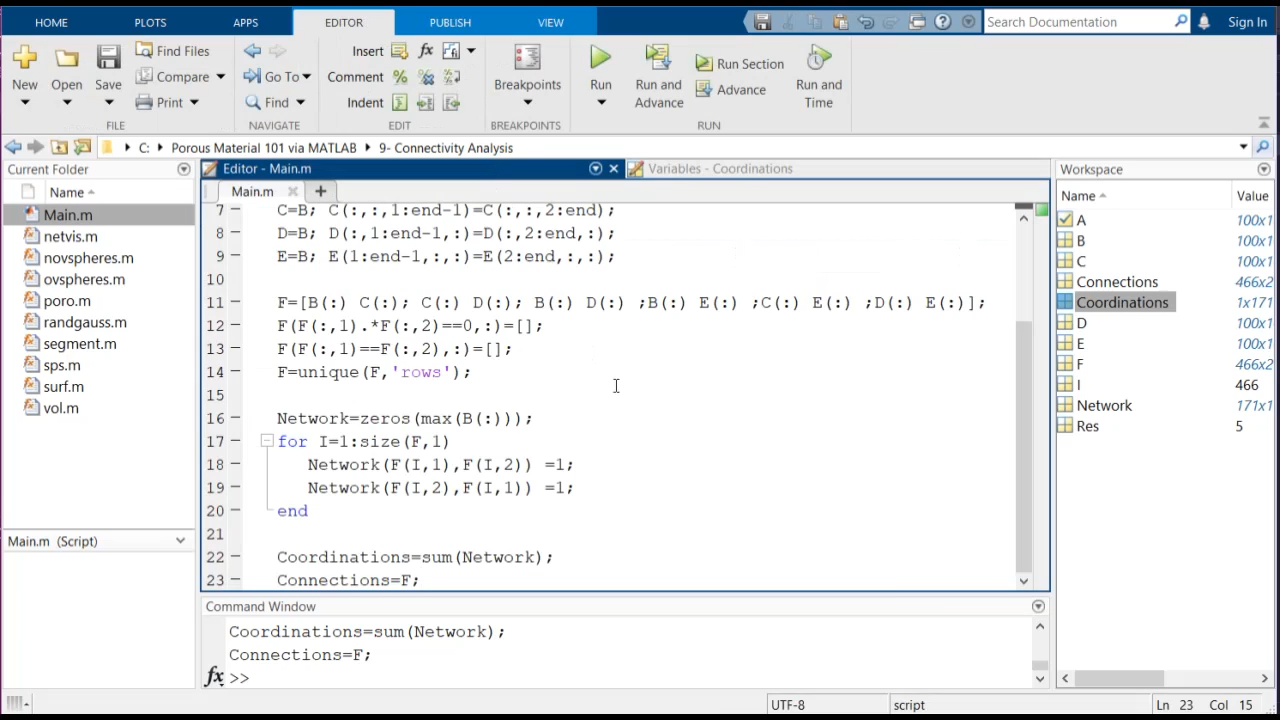 HOME PLOTS APPS EDITOR PUBLISH VIEW Search Documentation Sign In
New Open Save Find Files Compare Print
Insert fx Comment Indent
Go To Find
Breakpoints Run Run and Advance Run Section Advance Run and Time
FILE NAVIGATE EDIT BREAKPOINTS RUN
C: Porous Material 101 via MATLAB 9- Connectivity Analysis
Current Folder
Name
Main.m
netvis.m
novspheres.m
ovspheres.m
poro.m
randgauss.m
segment.m
sps.m
surf.m
vol.m
Main.m (Script)
Editor - Main.m Variables - Coordinations
Main.m
7 C=B; C(:,:,1:end-1)=C(:,:,2:end);
8 D=B; D(:,1:end-1,:)=D(:,2:end,:);
9 E=B; E(1:end-1,:,:)=E(2:end,:,:);
10
11 F=[B(:) C(:); C(:) D(:); B(:) D(:) ;B(:) E(:) ;C(:) E(:) ;D(:) E(:)];
12 F(F(:,1).*F(:,2)==0,:)=[];
13 F(F(:,1)==F(:,2),:)=[];
14 F=unique(F,'rows');
15
16 Network=zeros(max(B(:)));
17 for I=1:size(F,1)
18 Network(F(I,1),F(I,2)) =1;
19 Network(F(I,2),F(I,1)) =1;
20 end
21
22 Coordinations=sum(Network);
23 Connections=F;
Command Window
Coordinations=sum(Network);
Connections=F;
fx >>
Workspace
Name Value
A 100x1
B 100x1
C 100x1
Connections 466x2
Coordinations 1x171
D 100x1
E 100x1
F 466x2
I 466
Network 171x1
Res 5
UTF-8 script Ln 23 Col 15